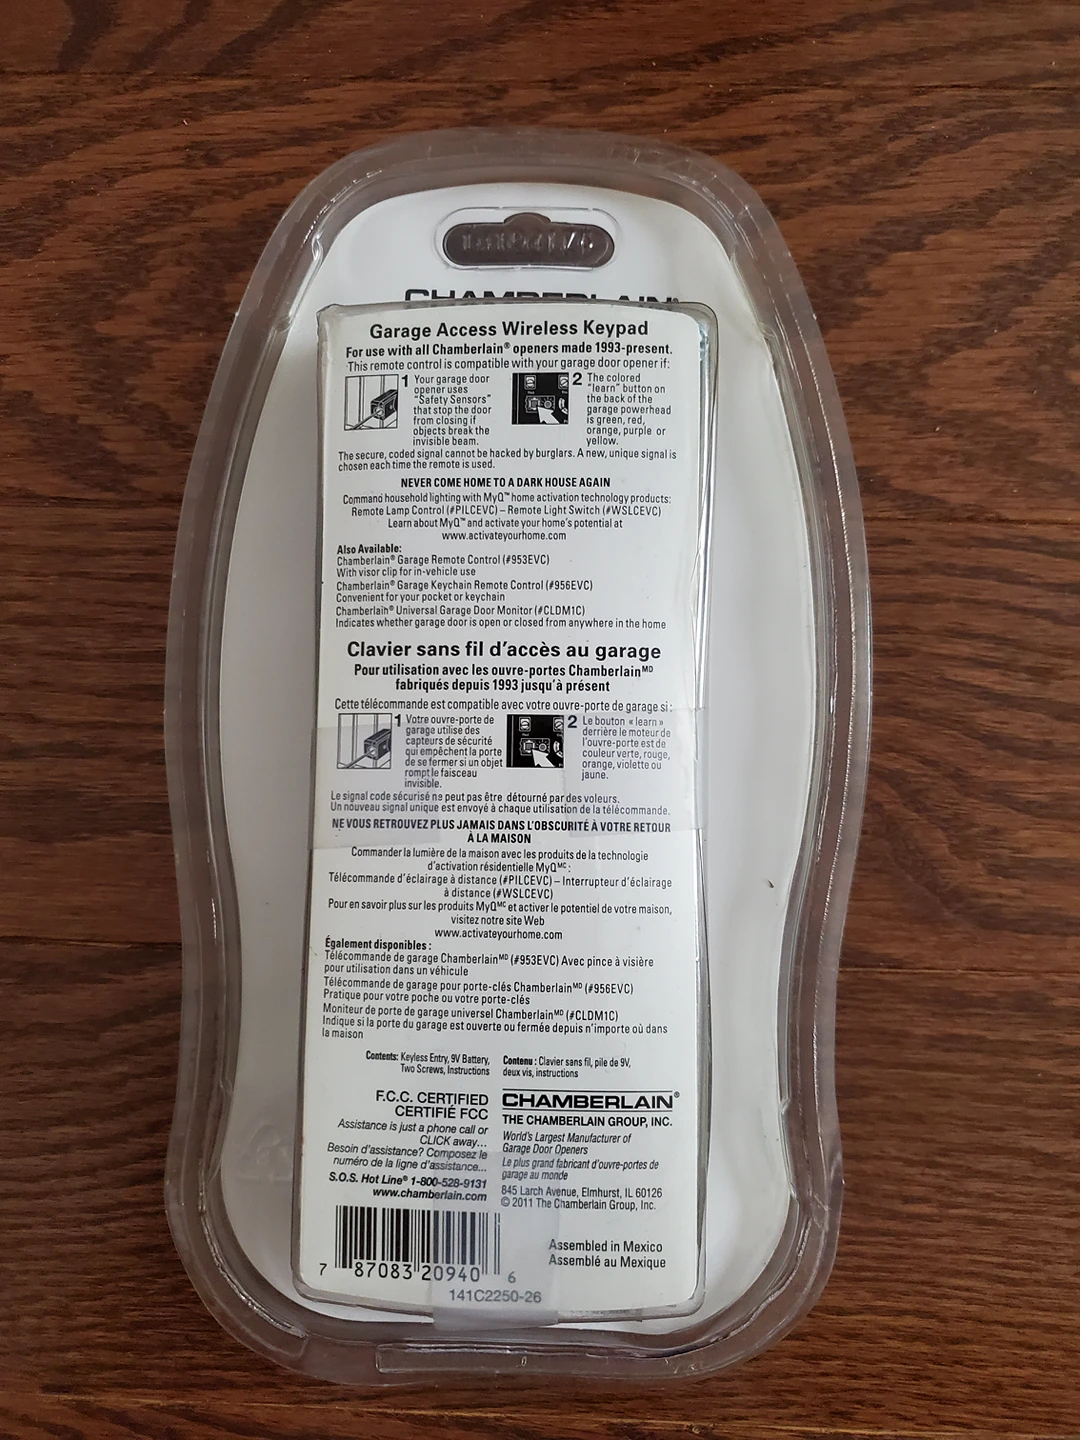 CHAMBERLAIN®
Garage Access Wireless Keypad
For use with all Chamberlain® openers made 1993-present.
This remote control is compatible with your garage door opener if:
1 Your garage door
opener uses
"Safety Sensors"
that stop the door
from closing if
objects break the
invisible beam.
2 The colored
"learn" button on
the back of the
garage powerhead
is green, red,
orange, purple or
yellow.
The secure, coded signal cannot be hacked by burglars. A new, unique signal is
chosen each time the remote is used.
NEVER COME HOME TO A DARK HOUSE AGAIN
Command household lighting with MyQ™ home activation technology products:
Remote Lamp Control (#PILCEVC) – Remote Light Switch (#WSLCEVC)
Learn about MyQ™ and activate your home's potential at
www.activateyourhome.com
Also Available:
Chamberlain® Garage Remote Control (#953EVC)
With visor clip for in-vehicle use
Chamberlain® Garage Keychain Remote Control (#956EVC)
Convenient for your pocket or keychain
Chamberlain® Universal Garage Door Monitor (#CLDM1C)
Indicates whether garage door is open or closed from anywhere in the home
Clavier sans fil d'accès au garage
Pour utilisation avec les ouvre-portes Chamberlain MD
fabriqués depuis 1993 jusqu'à présent
Cette télécommande est compatible avec votre ouvre-porte de garage si :
1 Votre ouvre-porte de
garage utilise des
capteurs de sécurité
qui empêchent la porte
de se fermer si un objet
rompt le faisceau
invisible.
2 Le bouton « learn »
derrière le moteur de
l'ouvre-porte est de
couleur verte, rouge,
orange, violette ou
jaune.
Le signal code sécurisé ne peut pas être détourné par des voleurs.
Un nouveau signal unique est envoyé à chaque utilisation de la télécommande.
NE VOUS RETROUVEZ PLUS JAMAIS DANS L'OBSCURITÉ À VOTRE RETOUR
À LA MAISON
Commander la lumière de la maison avec les produits de la technologie
d'activation résidentielle MyQ MC :
Télécommande d'éclairage à distance (#PILCEVC) – Interrupteur d'éclairage
à distance (#WSLCEVC)
Pour en savoir plus sur les produits MyQ MC et activer le potentiel de votre maison,
visitez notre site Web
www.activateyourhome.com
Également disponibles :
Télécommande de garage Chamberlain MD (#953EVC) Avec pince à visière
pour utilisation dans un véhicule
Télécommande de garage pour porte-clés Chamberlain MD (#956EVC)
Pratique pour votre poche ou votre porte-clés
Moniteur de porte de garage universel Chamberlain MD (#CLDM1C)
Indique si la porte du garage est ouverte ou fermée depuis n'importe où dans
la maison
Contents: Keyless Entry, 9V Battery,
Two Screws, Instructions
Contenu : Clavier sans fil, pile de 9V,
deux vis, instructions
F.C.C. CERTIFIED
CERTIFIÉ FCC
Assistance is just a phone call or
CLICK away...
Besoin d'assistance? Composez le
numéro de la ligne d'assistance...
S.O.S. Hot Line® 1-800-528-9131
www.chamberlain.com
CHAMBERLAIN®
THE CHAMBERLAIN GROUP, INC.
World's Largest Manufacturer of
Garage Door Openers
Le plus grand fabricant d'ouvre-portes de
garage au monde
845 Larch Avenue, Elmhurst, IL 60126
© 2011 The Chamberlain Group, Inc.
Assembled in Mexico
Assemblé au Mexique
7 87083 20940 6
141C2250-26